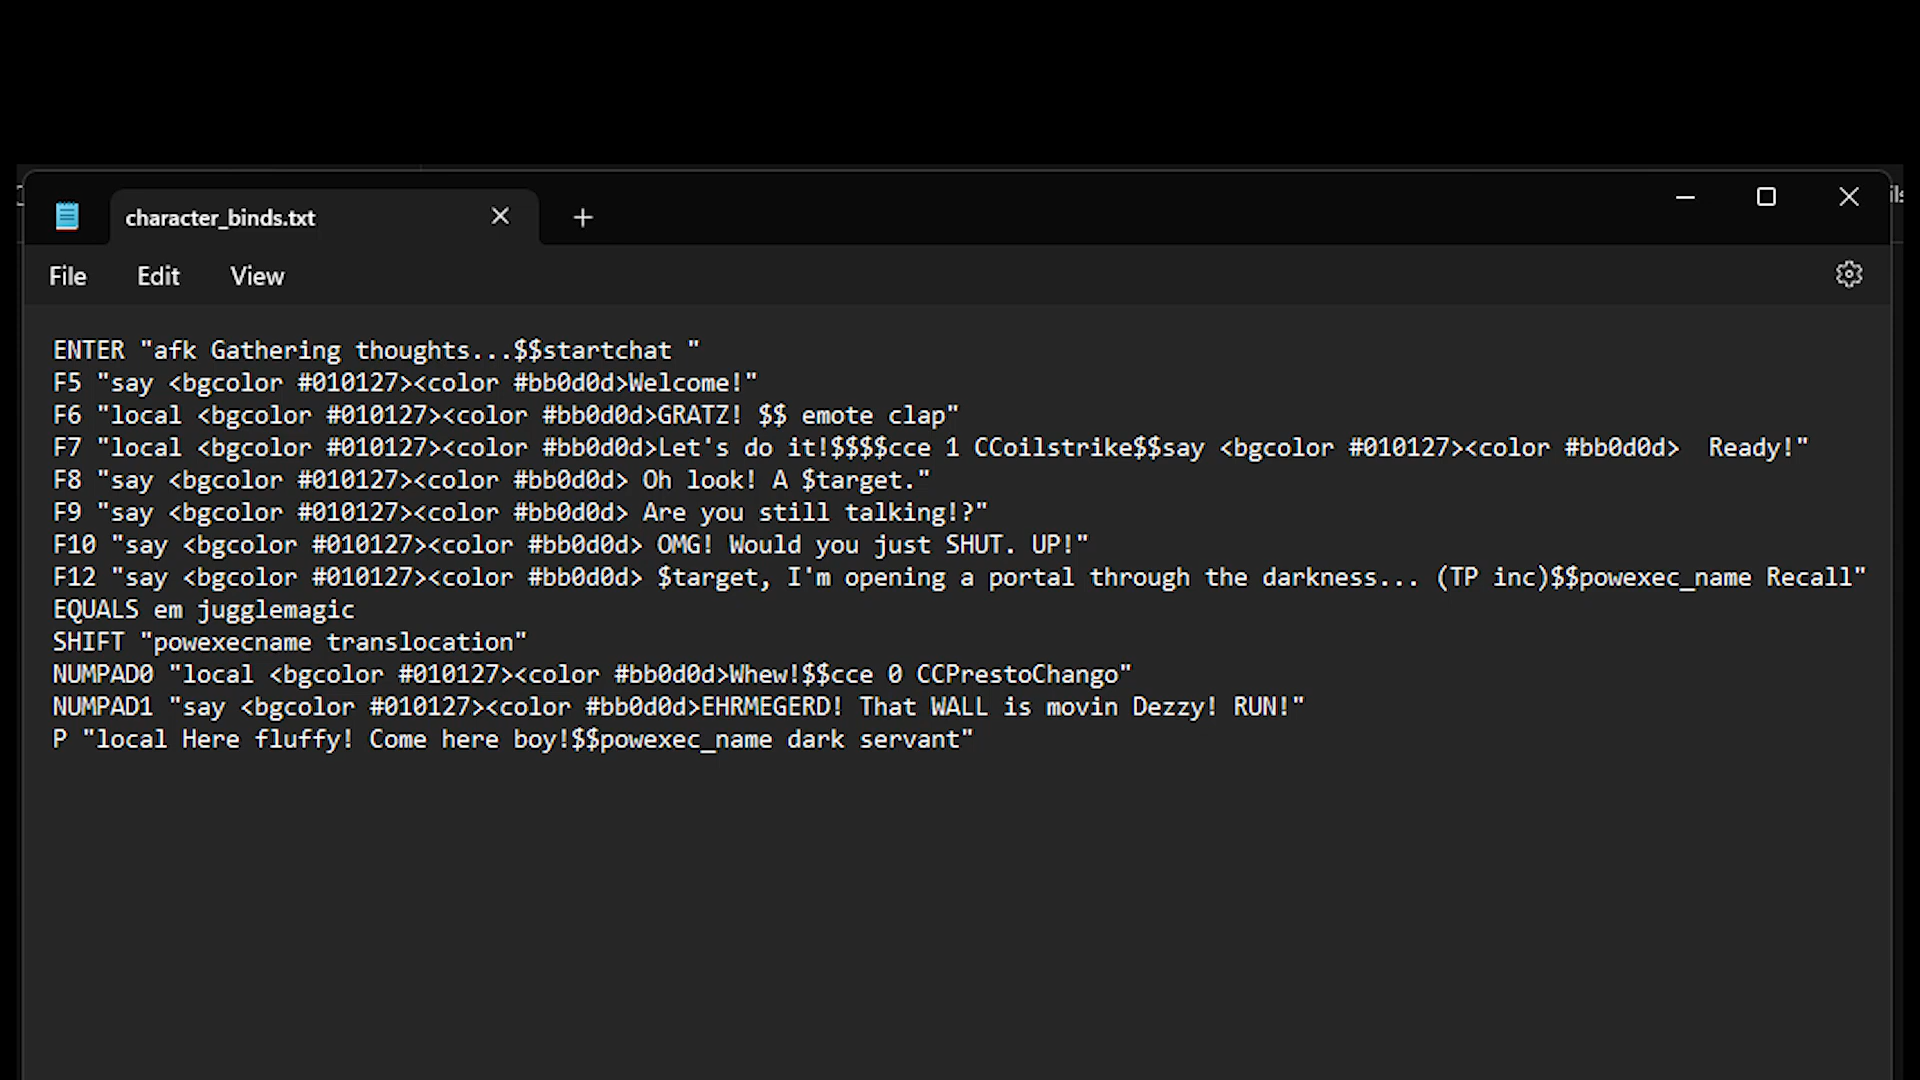 character_binds.txt
File Edit View
ENTER "afk Gathering thoughts...$$startchat "
F5 "say <bgcolor #010127><color #bb0d0d>Welcome!"
F6 "local <bgcolor #010127><color #bb0d0d>GRATZ! $$ emote clap"
F7 "local <bgcolor #010127><color #bb0d0d>Let's do it!$$$$cce 1 CCoilstrike$$say <bgcolor #010127><color #bb0d0d>  Ready!"
F8 "say <bgcolor #010127><color #bb0d0d> Oh look! A $target."
F9 "say <bgcolor #010127><color #bb0d0d> Are you still talking!?"
F10 "say <bgcolor #010127><color #bb0d0d> OMG! Would you just SHUT. UP!"
F12 "say <bgcolor #010127><color #bb0d0d> $target, I'm opening a portal through the darkness... (TP inc)$$powexec_name Recall"
EQUALS em jugglemagic
SHIFT "powexecname translocation"
NUMPAD0 "local <bgcolor #010127><color #bb0d0d>Whew!$$cce 0 CCPrestoChango"
NUMPAD1 "say <bgcolor #010127><color #bb0d0d>EHRMEGERD! That WALL is movin Dezzy! RUN!"
P "local Here fluffy! Come here boy!$$powexec_name dark servant"